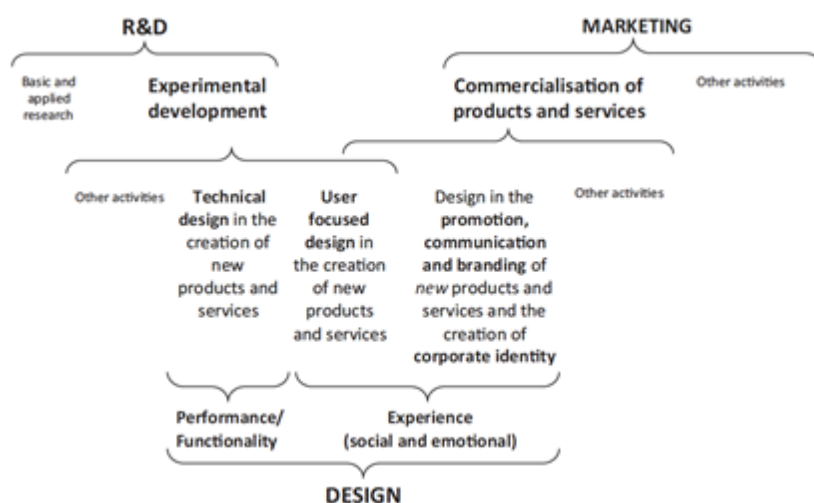 R&D
MARKETING
Basic and
applied
research
Experimental
development
Commercialisation of
products and services
Other activities
Other activities
Technical
design in the
creation of
new
products and
services
User
focused
design in
the creation
of new
products
and services
Design in the
promotion,
communication
and branding of
new products and
services and the
creation of
corporate identity
Other activities
Performance/
Functionality
Experience
(social and emotional)
DESIGN